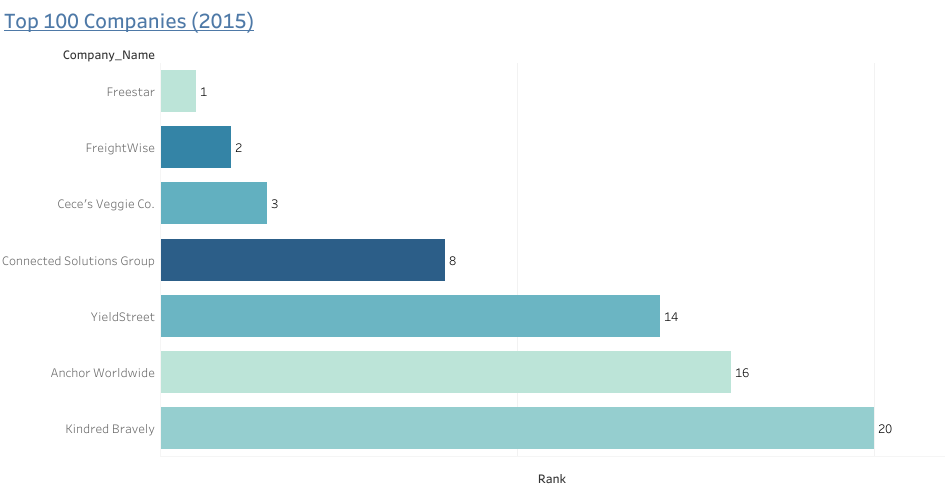 Top 100 Companies (2015)
Company_Name
Freestar 1
FreightWise 2
Cece's Veggie Co. 3
Connected Solutions Group 8
YieldStreet 14
Anchor Worldwide 16
Kindred Bravely 20
Rank